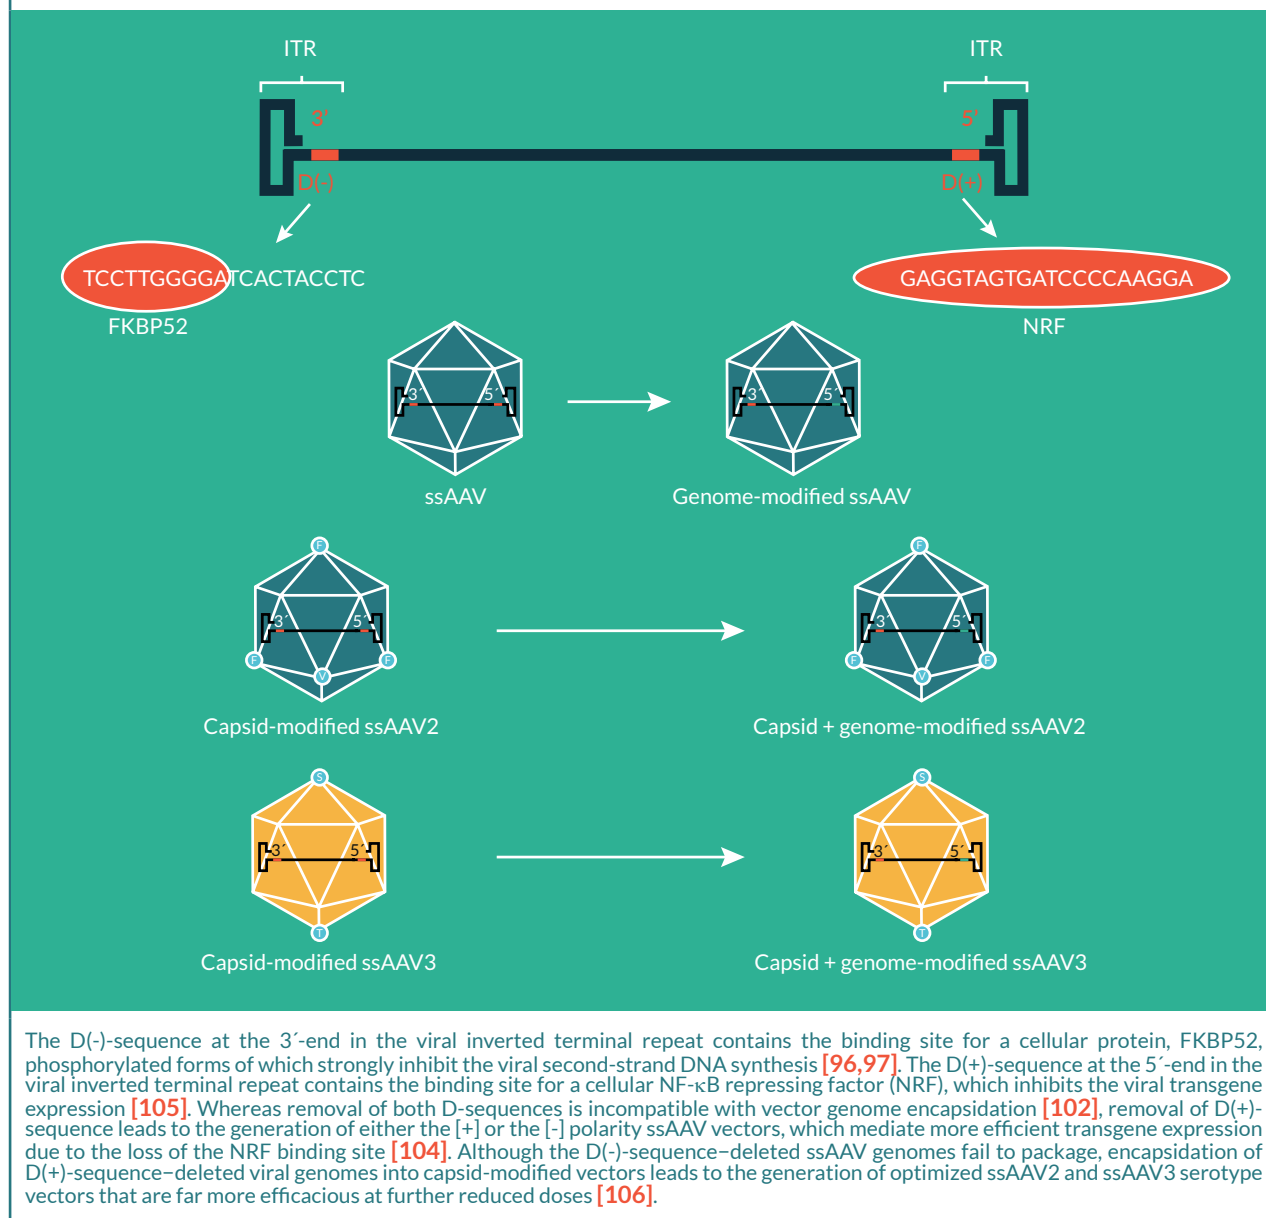 ITR ITR
3′ 5′
D(-) D(+)
TCCTTGGGGATCACTACCTC GAGGTAGTGATCCCCAAGGA
FKBP52 NRF
3´ 5´ 3´ 5´
ssAAV Genome-modified ssAAV
F F
3´ 5´ 3´ 5´
F V F F V F
Capsid-modified ssAAV2 Capsid + genome-modified ssAAV2
S S
3´ 5´ 3´ 5´
T T
Capsid-modified ssAAV3 Capsid + genome-modified ssAAV3
The D(-)-sequence at the 3´-end in the viral inverted terminal repeat contains the binding site for a cellular protein, FKBP52,
phosphorylated forms of which strongly inhibit the viral second-strand DNA synthesis [96,97]. The D(+)-sequence at the 5´-end in the
viral inverted terminal repeat contains the binding site for a cellular NF-κB repressing factor (NRF), which inhibits the viral transgene
expression [105]. Whereas removal of both D-sequences is incompatible with vector genome encapsidation [102], removal of D(+)-
sequence leads to the generation of either the [+] or the [-] polarity ssAAV vectors, which mediate more efficient transgene expression
due to the loss of the NRF binding site [104]. Although the D(-)-sequence–deleted ssAAV genomes fail to package, encapsidation of
D(+)-sequence–deleted viral genomes into capsid-modified vectors leads to the generation of optimized ssAAV2 and ssAAV3 serotype
vectors that are far more efficacious at further reduced doses [106].